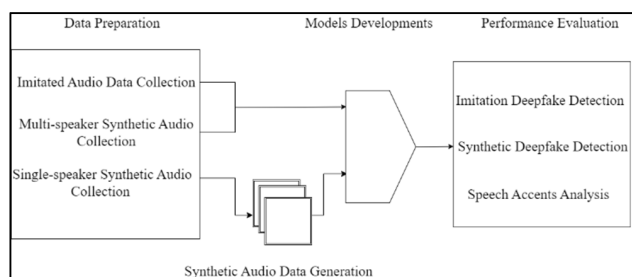 Data Preparation
Models Developments
Performance Evaluation
Imitated Audio Data Collection
Multi-speaker Synthetic Audio
Collection
Single-speaker Synthetic Audio
Collection
Imitation Deepfake Detection
Synthetic Deepfake Detection
Speech Accents Analysis
Synthetic Audio Data Generation